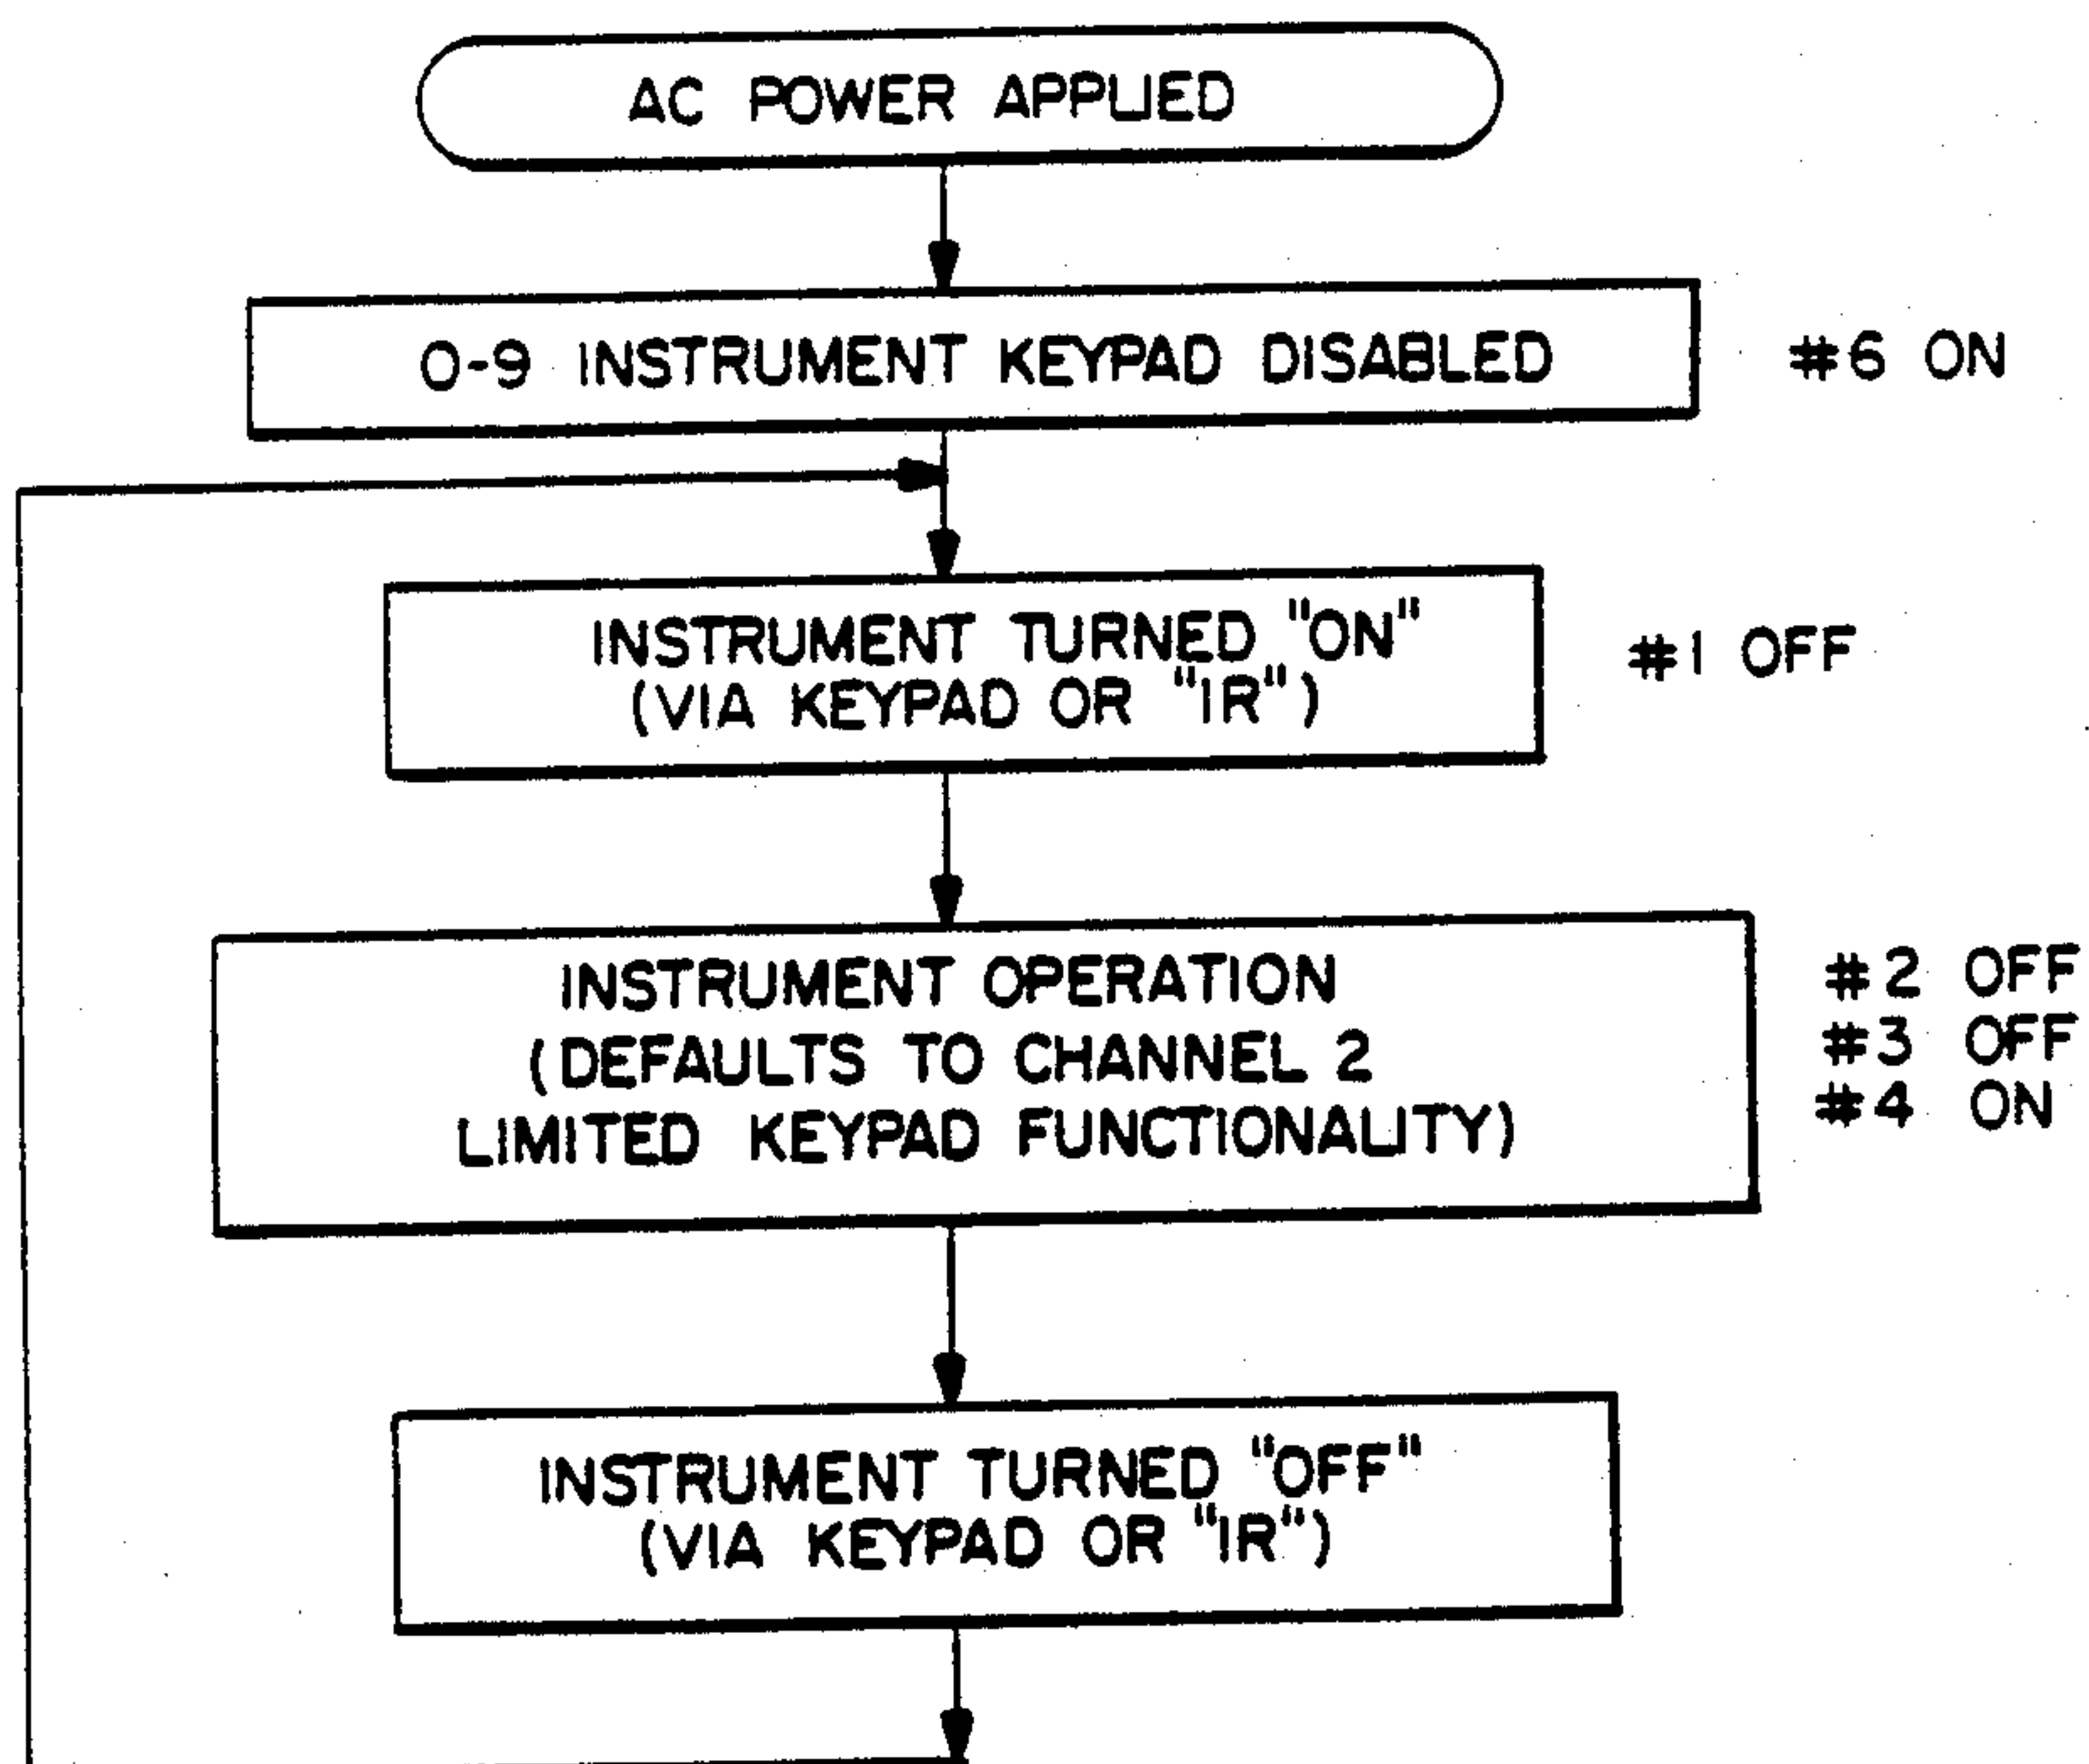 AC POWER APPLIED
0-9 INSTRUMENT KEYPAD DISABLED
#6 ON
INSTRUMENT TURNED "ON"
(VIA KEYPAD OR "IR")
#1 OFF
INSTRUMENT OPERATION
(DEFAULTS TO CHANNEL 2
LIMITED KEYPAD FUNCTIONALITY)
#2 OFF
#3 OFF
#4 ON
INSTRUMENT TURNED "OFF"
(VIA KEYPAD OR "IR")